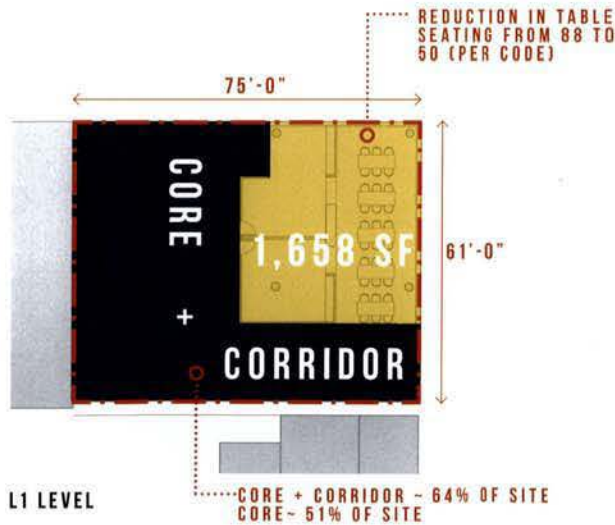 REDUCTION IN TABLE
SEATING FROM 88 TO
50 (PER CODE)
75'-0"
CORE
+
1,658 SF
61'-0"
CORRIDOR
CORE + CORRIDOR ~ 64% OF SITE
CORE~ 51% OF SITE
L1 LEVEL